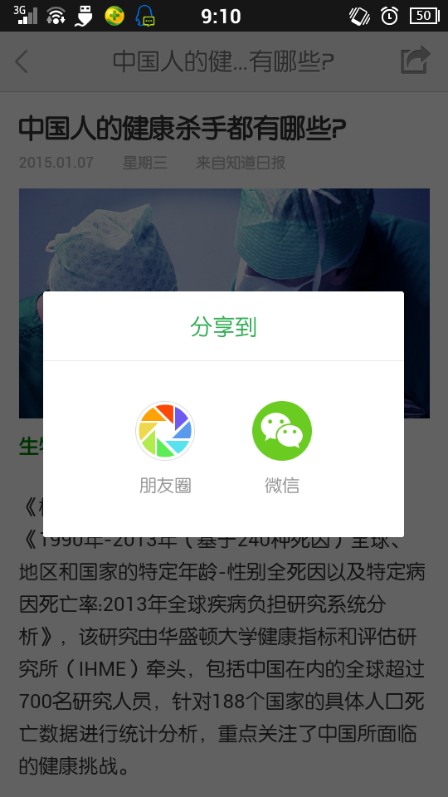 3G
9:10
50
中国人的健...有哪些?
中国人的健康杀手都有哪些?
2015.01.07 星期三 来自知道日报
分享到
朋友圈 微信
《1990年-2013年（基于240种死因）全球、
地区和国家的特定年龄-性别全死因以及特定病
因死亡率:2013年全球疾病负担研究系统分
析》，该研究由华盛顿大学健康指标和评估研
究所（IHME）牵头，包括中国在内的全球超过
700名研究人员，针对188个国家的具体人口死
亡数据进行统计分析，重点关注了中国所面临
的健康挑战。